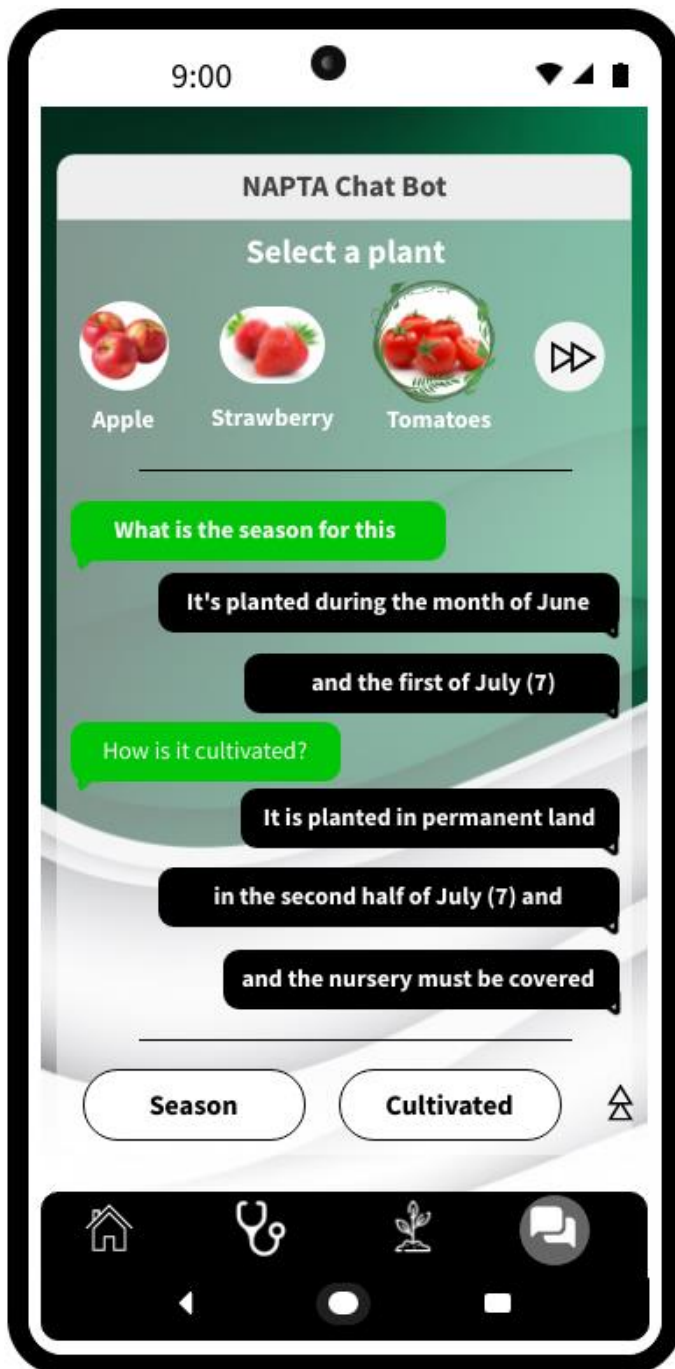 9:00
NAPTA Chat Bot
Select a plant
Apple
Strawberry
Tomatoes
What is the season for this
It's planted during the month of June
and the first of July (7)
How is it cultivated?
It is planted in permanent land
in the second half of July (7) and
and the nursery must be covered
Season
Cultivated